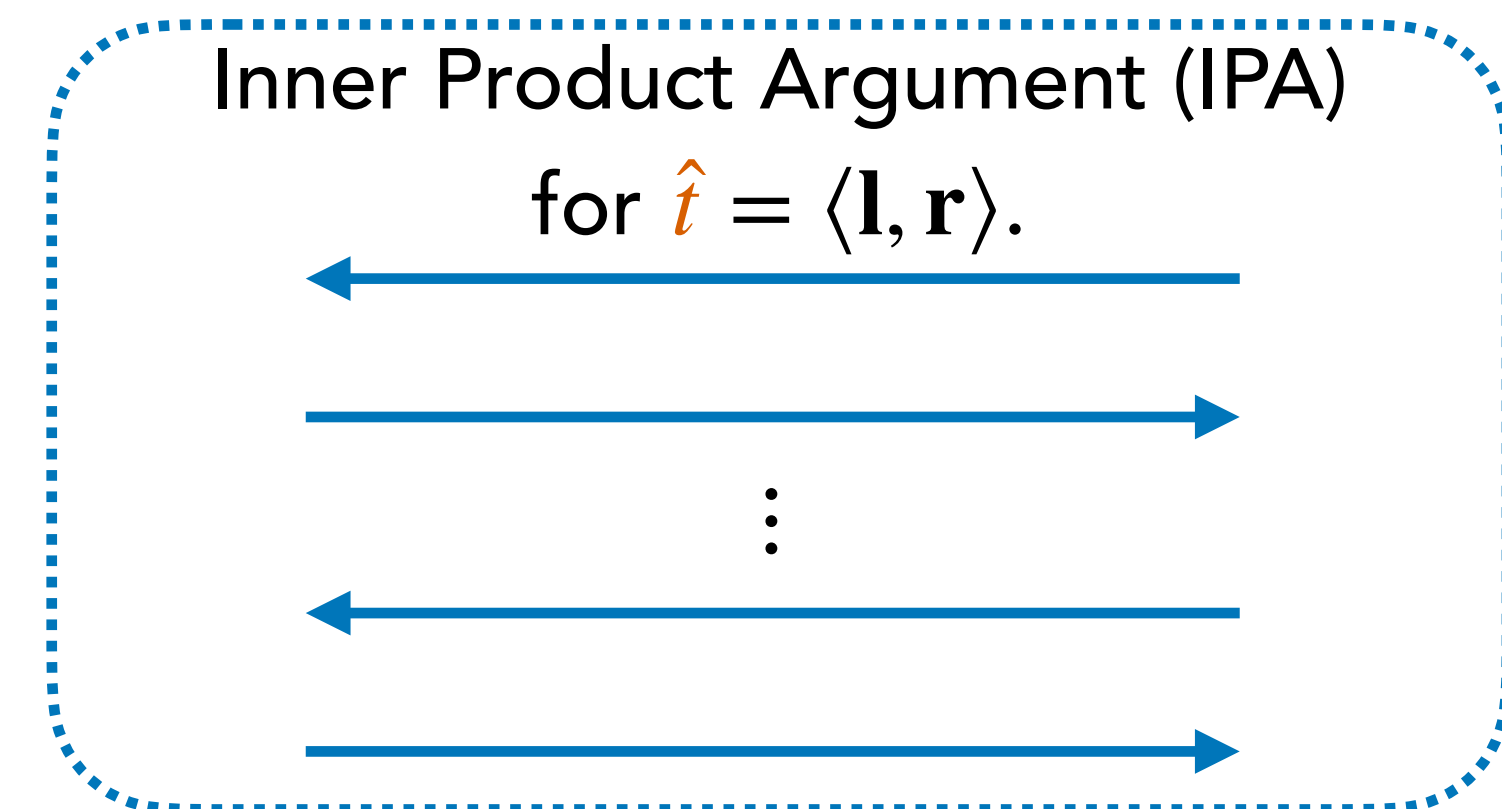 Inner Product Argument (IPA)
for t̂ = ⟨l, r⟩.
⋮